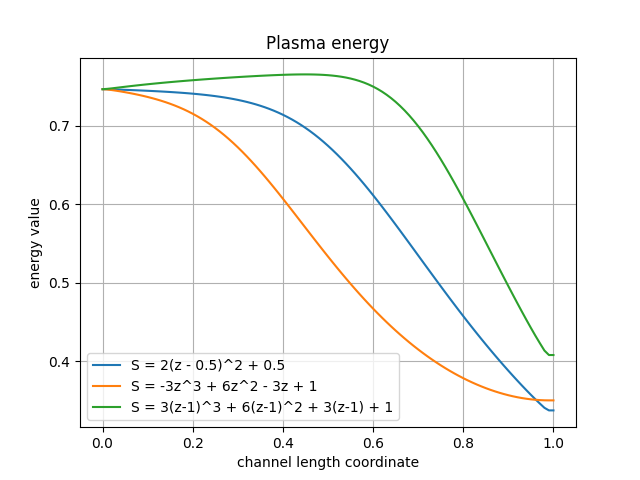 Plasma energy
energy value
0.7
0.6
0.5
0.4
S = 2(z - 0.5)^2 + 0.5
S = -3z^3 + 6z^2 - 3z + 1
S = 3(z-1)^3 + 6(z-1)^2 + 3(z-1) + 1
0.0 0.2 0.4 0.6 0.8 1.0
channel length coordinate